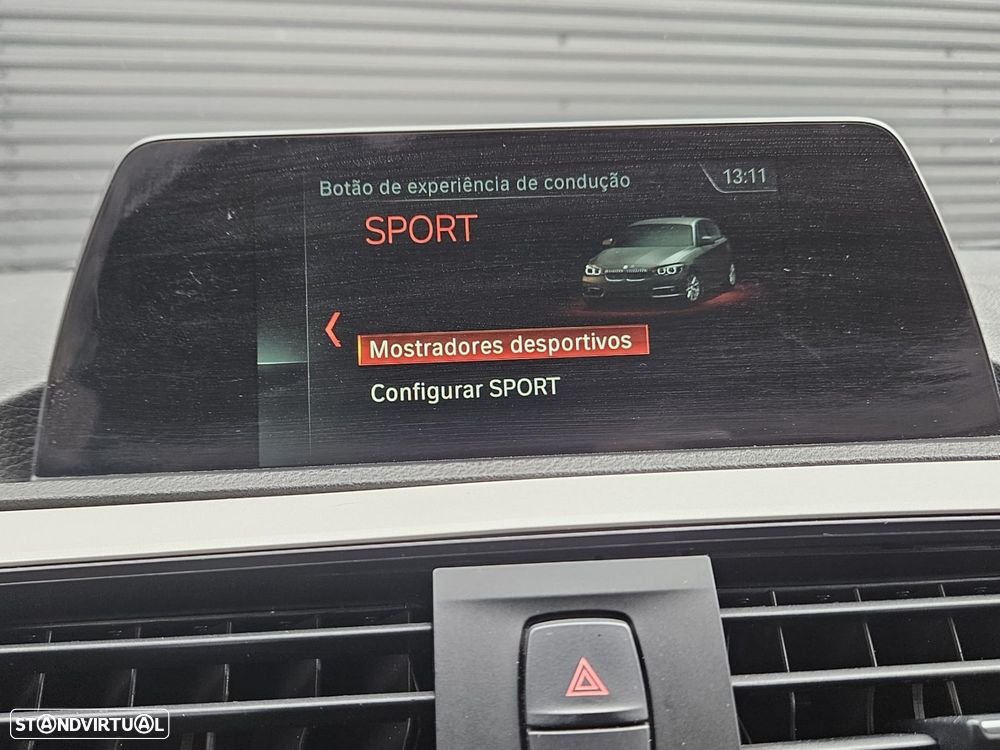 Botão de experiência de condução
13:11
SPORT
Mostradores desportivos
Configurar SPORT
STANDVIRTUAL